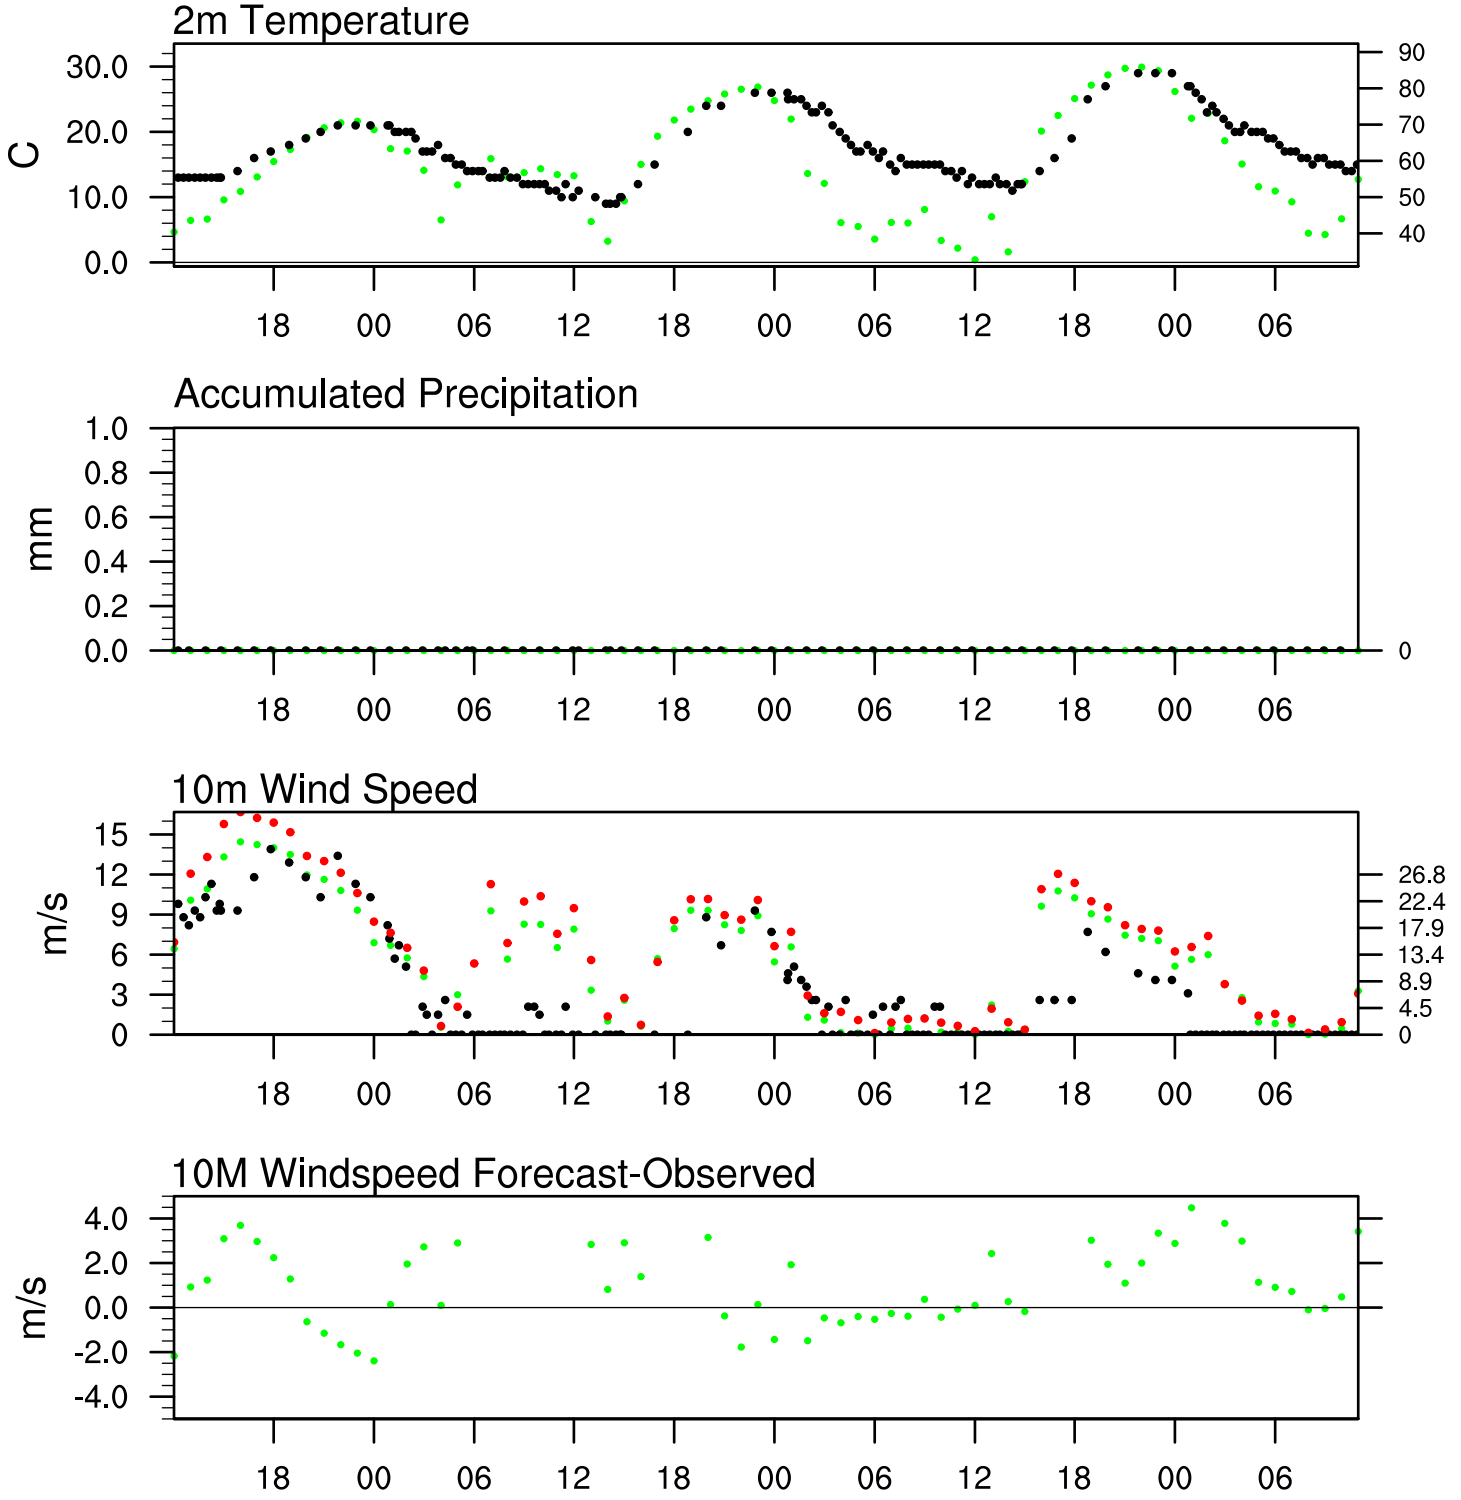 2m Temperature
30.0
20.0
10.0
0.0
C
90
80
70
60
50
40
18 00 06 12 18 00 06 12 18 00 06
Accumulated Precipitation
1.0
0.8
0.6
0.4
0.2
0.0
mm
0
18 00 06 12 18 00 06 12 18 00 06
10m Wind Speed
15
12
9
6
3
0
m/s
26.8
22.4
17.9
13.4
8.9
4.5
0
18 00 06 12 18 00 06 12 18 00 06
10M Windspeed Forecast-Observed
4.0
2.0
0.0
-2.0
-4.0
m/s
18 00 06 12 18 00 06 12 18 00 06